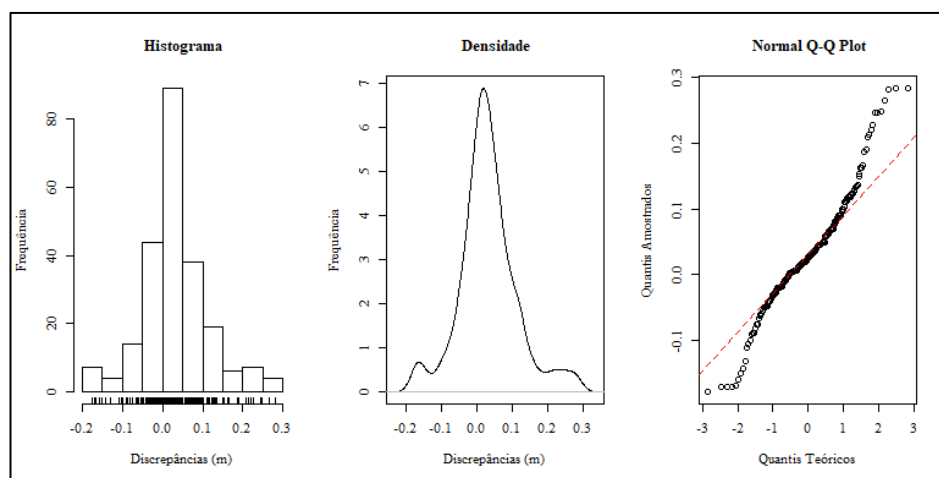 Histograma
Frequência
0 20 40 60 80
-0.2 -0.1 0.0 0.1 0.2 0.3
Discrepâncias (m)
Densidade
Frequência
0 1 2 3 4 5 6 7
-0.2 -0.1 0.0 0.1 0.2 0.3
Discrepâncias (m)
Normal Q-Q Plot
Quantis Amostrados
-0.1 0.0 0.1 0.2 0.3
-3 -2 -1 0 1 2 3
Quantis Teóricos